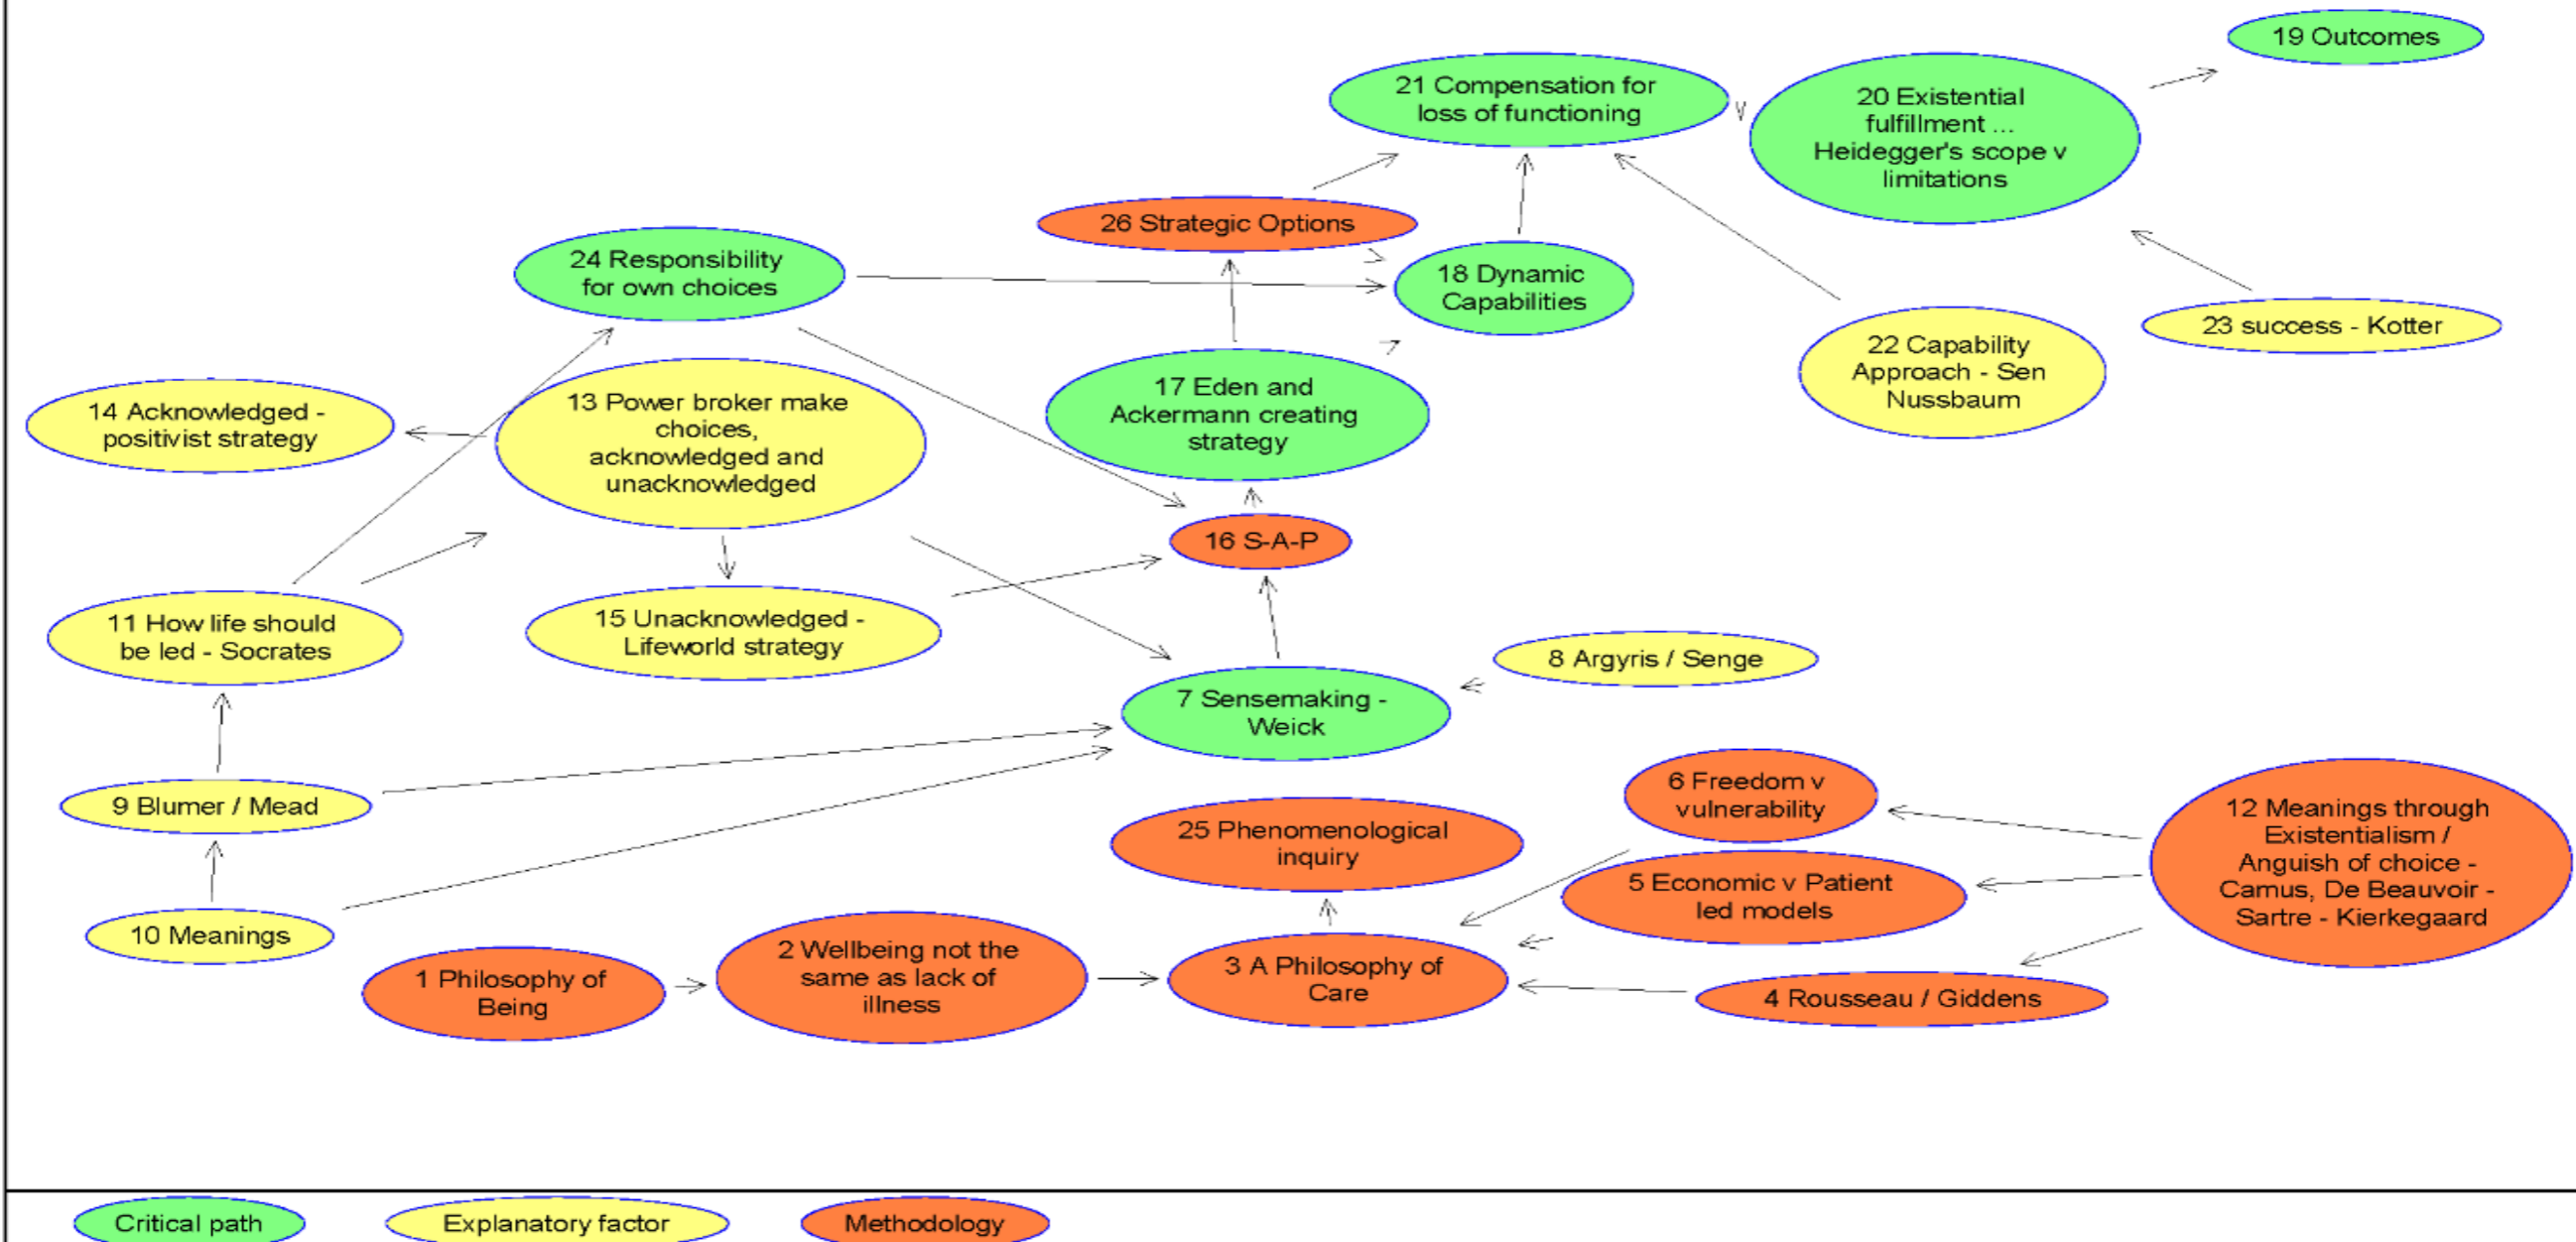 19 Outcomes
21 Compensation for
loss of functioning
20 Existential
fulfillment ...
Heidegger's scope v
limitations
26 Strategic Options
24 Responsibility
for own choices
18 Dynamic
Capabilities
23 success - Kotter
22 Capability
Approach - Sen
Nussbaum
14 Acknowledged -
positivist strategy
13 Power broker make
choices,
acknowledged and
unacknowledged
17 Eden and
Ackermann creating
strategy
16 S-A-P
11 How life should
be led - Socrates
15 Unacknowledged -
Lifeworld strategy
8 Argyris / Senge
7 Sensemaking -
Weick
9 Blumer / Mead
6 Freedom v
vulnerability
12 Meanings through
Existentialism /
Anguish of choice -
Camus, De Beauvoir -
Sartre - Kierkegaard
25 Phenomenological
inquiry
5 Economic v Patient
led models
10 Meanings
1 Philosophy of
Being
2 Wellbeing not the
same as lack of
illness
3 A Philosophy of
Care
4 Rousseau / Giddens
Critical path
Explanatory factor
Methodology